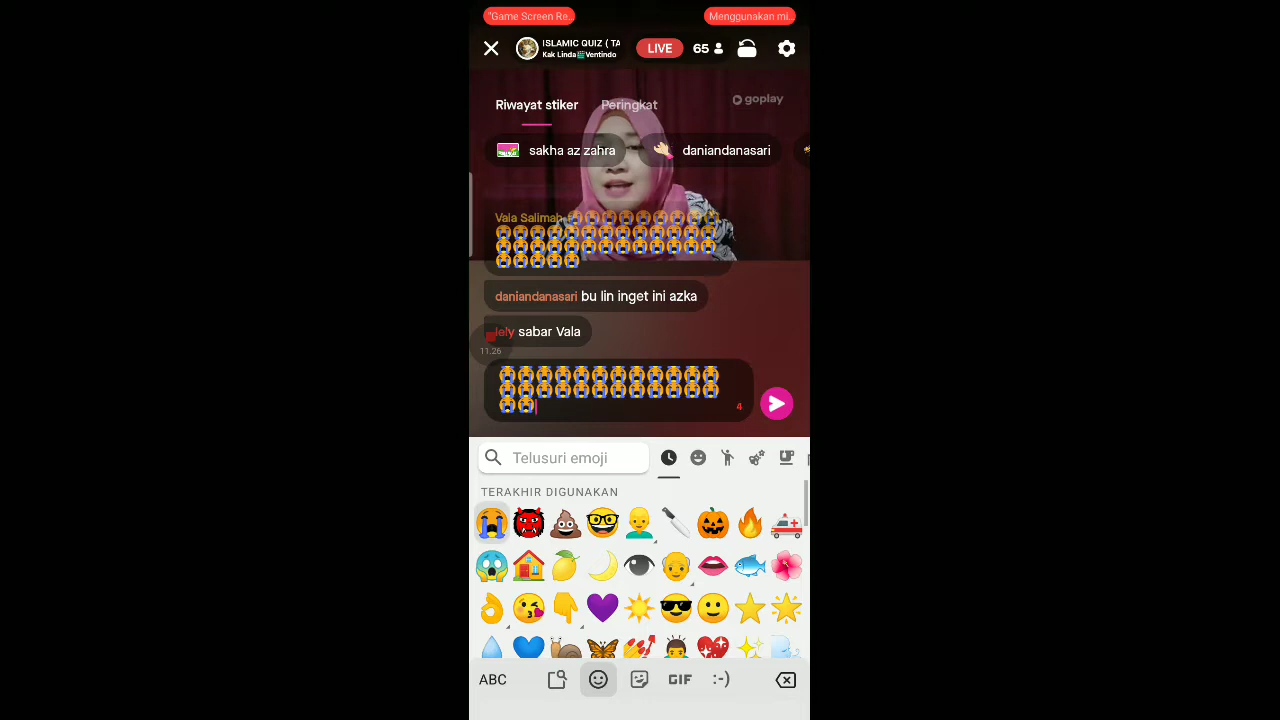 "Game Screen Re..
Menggunakan mi..
ISLAMIC QUIZ ( TA
Kak Linda Ventindo
LIVE
65
Riwayat stiker
Peringkat
goplay
sakha az zahra
daniandanasari
Vala Salimah 😭😭😭😭😭😭😭😭😭
😭😭😭😭😭😭😭😭😭😭😭😭😭
😭😭😭😭😭😭😭😭😭😭😭😭😭
😭😭😭😭😭
daniandanasari bu lin inget ini azka
lely sabar Vala
11.26
😭😭😭😭😭😭😭😭😭😭😭😭
😭😭😭😭😭😭😭😭😭😭😭😭
😭😭
4
Telusuri emoji
TERAKHIR DIGUNAKAN
ABC
GIF
:-)